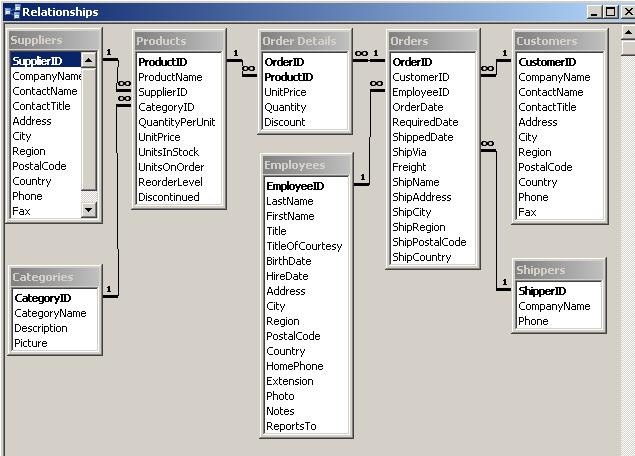 Relationships
Suppliers
SupplierID
CompanyName
ContactName
ContactTitle
Address
City
Region
PostalCode
Country
Phone
Fax
Products
ProductID
ProductName
SupplierID
CategoryID
QuantityPerUnit
UnitPrice
UnitsInStock
UnitsOnOrder
ReorderLevel
Discontinued
Order Details
OrderID
ProductID
UnitPrice
Quantity
Discount
Orders
OrderID
CustomerID
EmployeeID
OrderDate
RequiredDate
ShippedDate
ShipVia
Freight
ShipName
ShipAddress
ShipCity
ShipRegion
ShipPostalCode
ShipCountry
Customers
CustomerID
CompanyName
ContactName
ContactTitle
Address
City
Region
PostalCode
Country
Phone
Fax
1
∞
∞
1
∞
∞
1
∞
∞
1
1
∞
1
1
Categories
CategoryID
CategoryName
Description
Picture
Employees
EmployeeID
LastName
FirstName
Title
TitleOfCourtesy
BirthDate
HireDate
Address
City
Region
PostalCode
Country
HomePhone
Extension
Photo
Notes
ReportsTo
Shippers
ShipperID
CompanyName
Phone